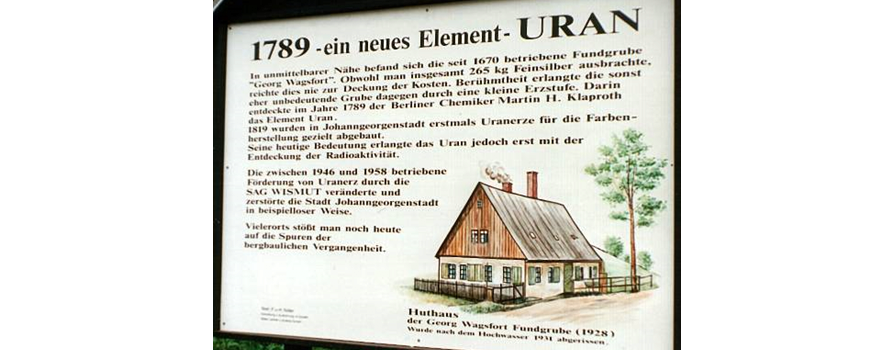 1789 -ein neues Element- URAN
In unmittelbarer Nähe befand sich die seit 1670 betriebene Fundgrube
"Georg Wagsfort". Obwohl man insgesamt 265 kg Feinsilber ausbrachte,
reichte dies nie zur Deckung der Kosten. Berühmtheit erlangte die sonst
eher unbedeutende Grube dagegen durch eine kleine Erzstufe. Darin
entdeckte im Jahre 1789 der Berliner Chemiker Martin H. Klaproth
das Element Uran.
1819 wurden in Johanngeorgenstadt erstmals Uranerze für die Farben-
herstellung gezielt abgebaut.
Seine heutige Bedeutung erlangte das Uran jedoch erst mit der
Entdeckung der Radioaktivität.
Die zwischen 1946 und 1958 betriebene
Förderung von Uranerz durch die
SAG WISMUT veränderte und
zerstörte die Stadt Johanngeorgenstadt
in beispielloser Weise.
Vielerorts stößt man noch heute
auf die Spuren der
bergbaulichen Vergangenheit.
Huthaus
der Georg Wagsfort Fundgrube (1928)
Wurde nach dem Hochwasser 1931 abgerissen.